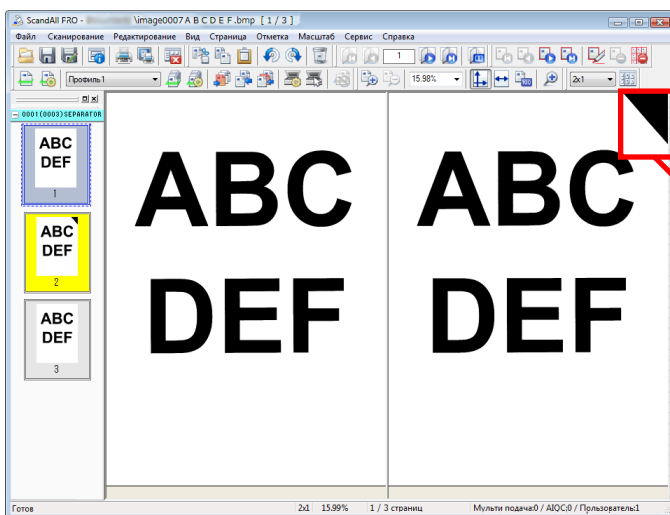 ScandAll PRO - \image0007 A B C D E F.bmp [ 1 / 3 ]
Файл Сканирование Редактирование Вид Страница Отметка Масштаб Сервис Справка
1
Профиль1 15.98% 2x1
0001(0003)SEPARATOR
ABC
DEF
1
ABC
DEF
2
ABC
DEF
3
ABC
DEF
ABC
DEF
Готов 2x1 15.99% 1 / 3 страниц Мульти подача:0 / AIQC:0 / Пользователь:1